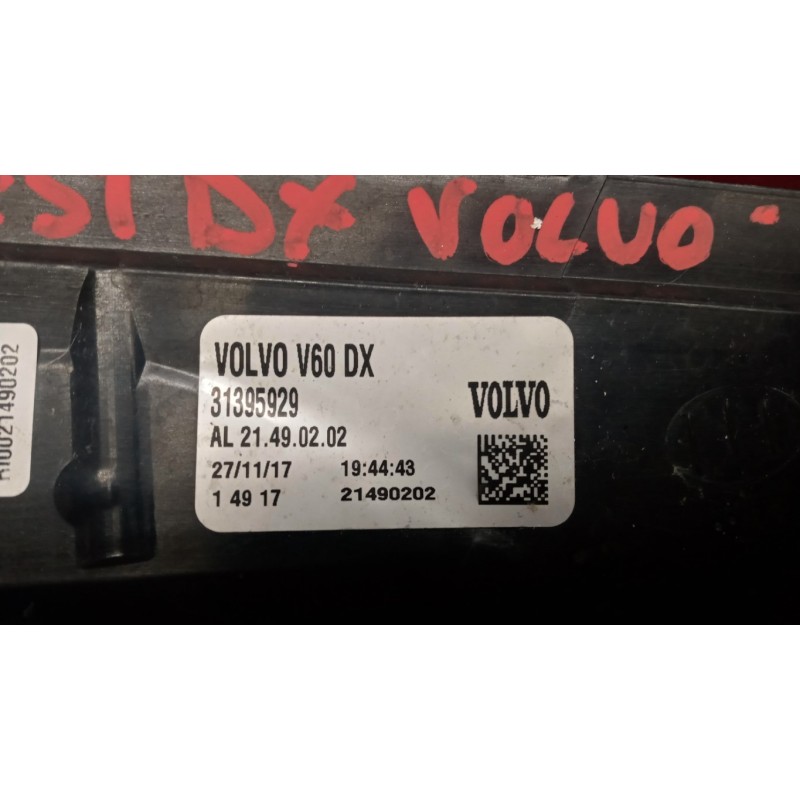 DX VOLVO -
VOLVO V60 DX
31395929
VOLVO
AL 21.49.02.02
27/11/17 19:44:43
1 49 17 21490202
R10021490202